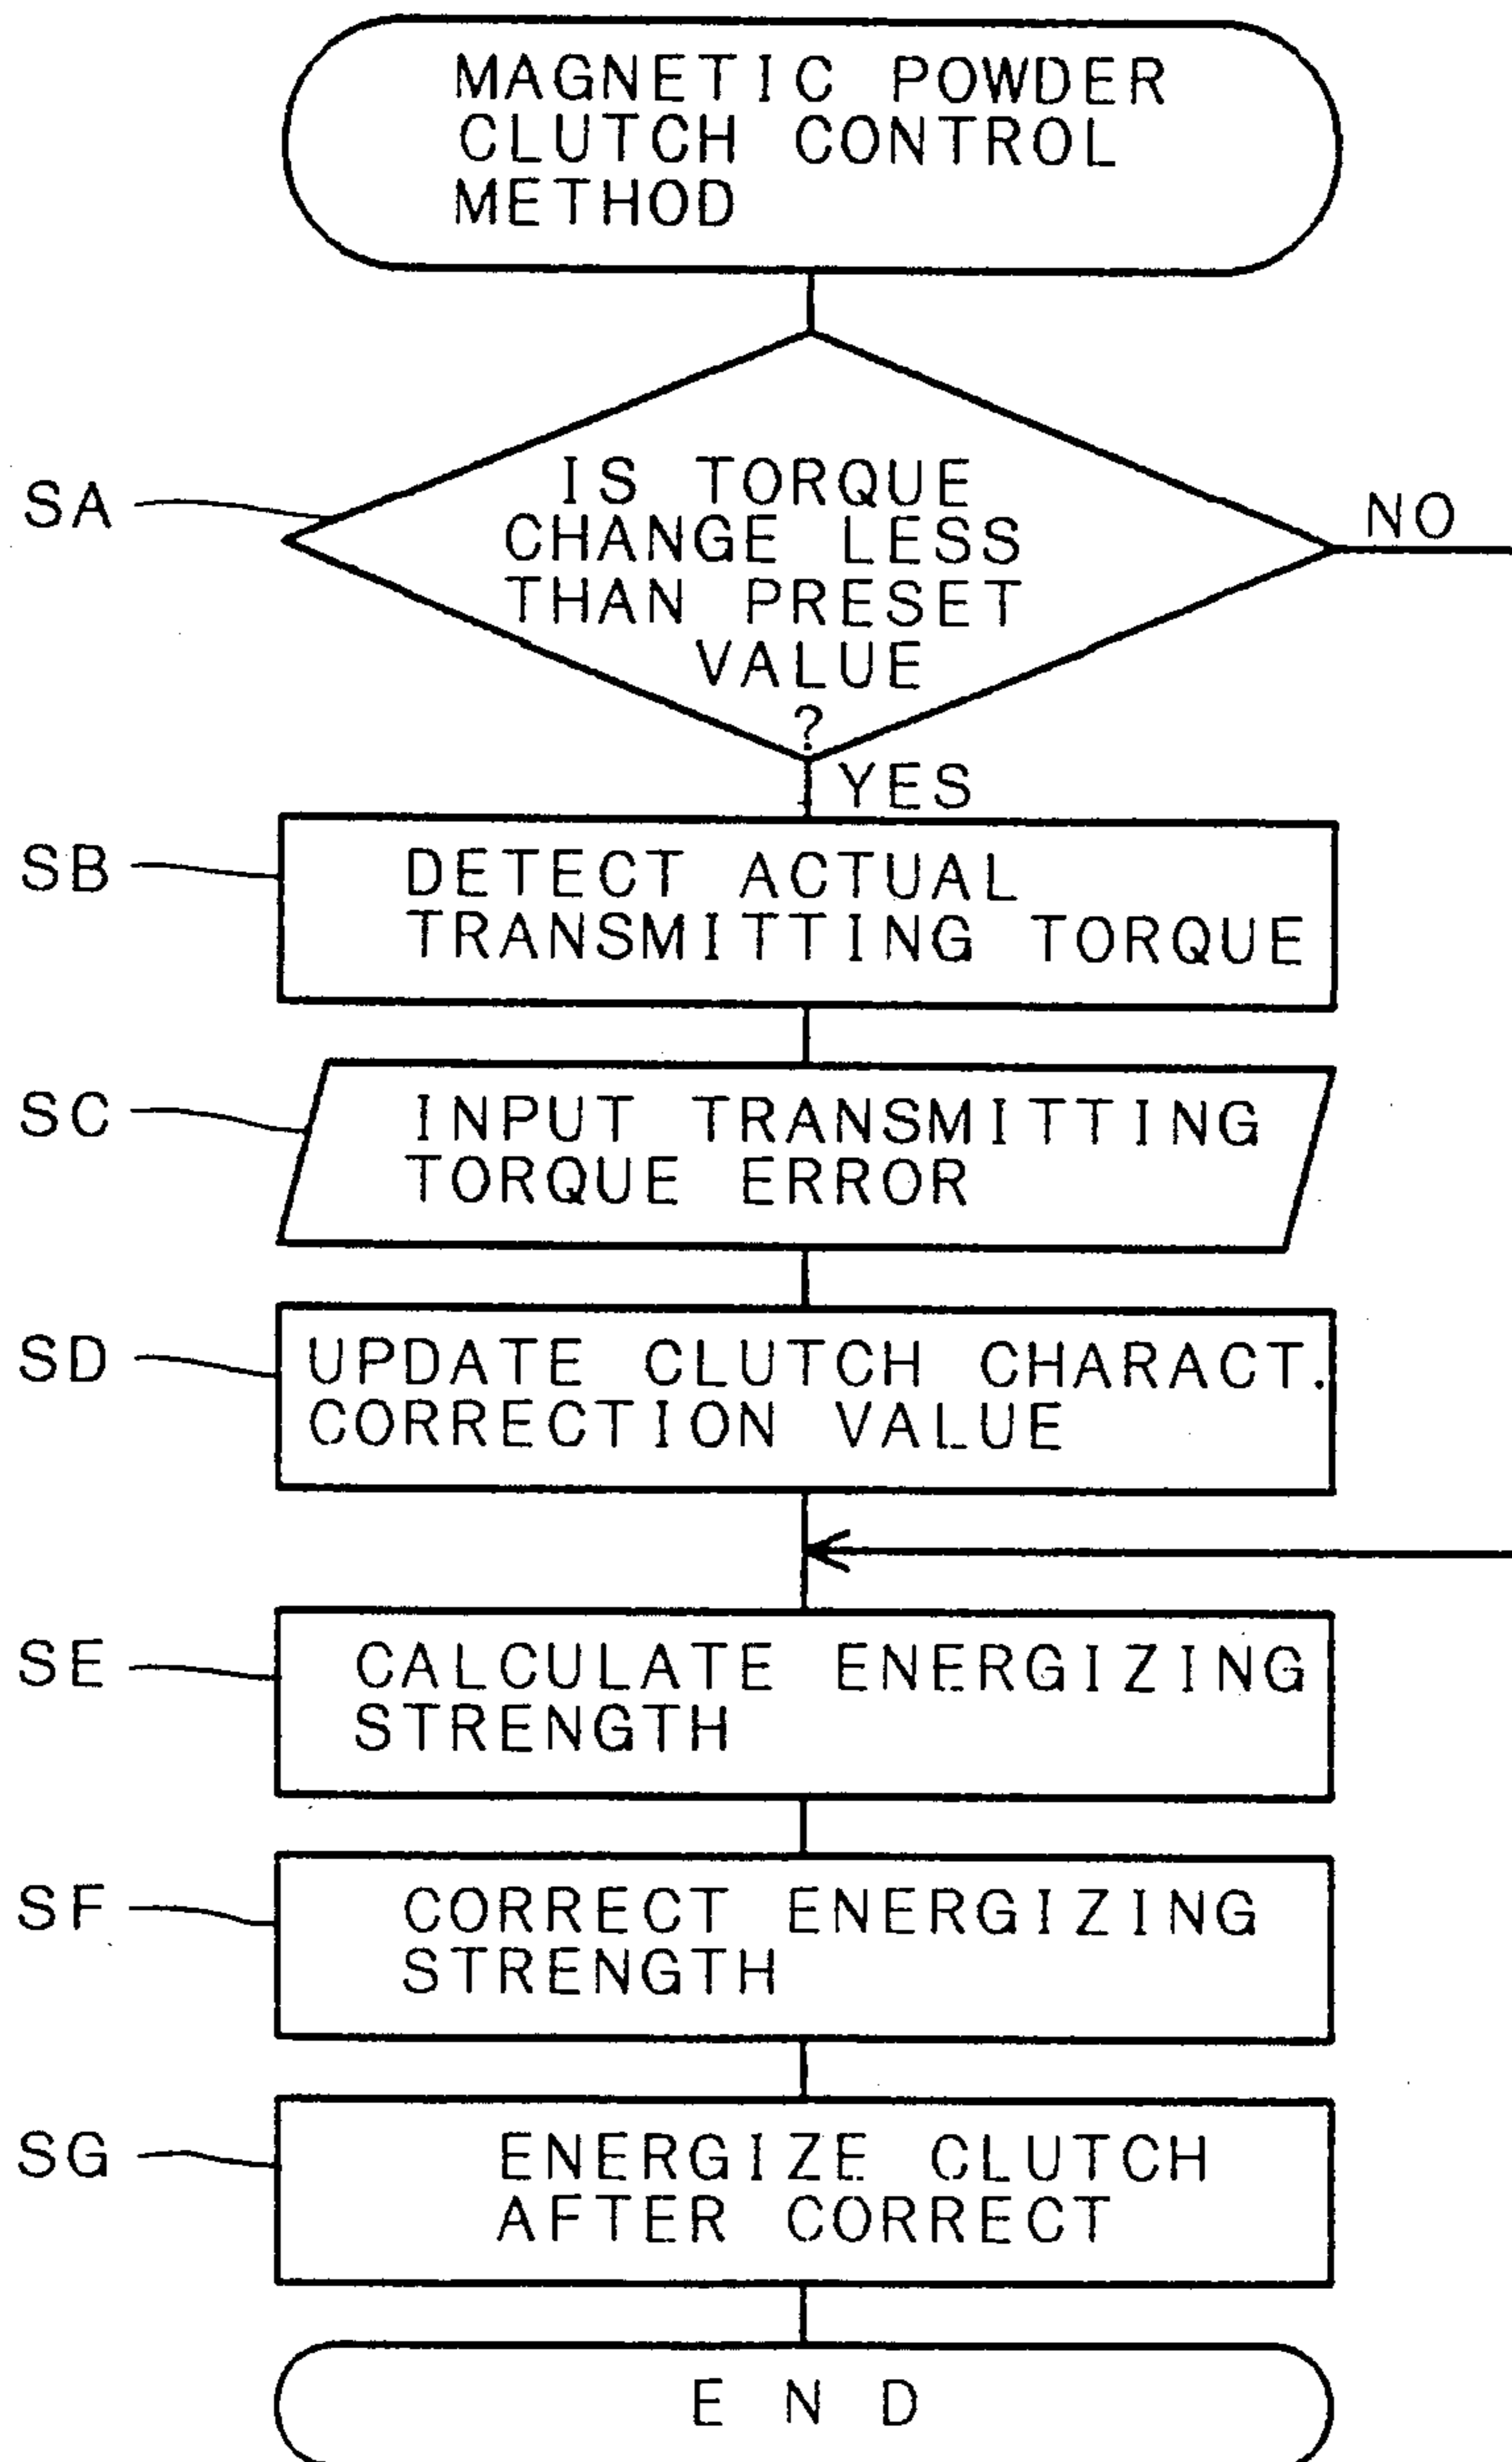 MAGNETIC POWDER
CLUTCH CONTROL
METHOD
SA
IS TORQUE
CHANGE LESS
THAN PRESET
VALUE
?
NO
YES
SB
DETECT ACTUAL
TRANSMITTING TORQUE
SC
INPUT TRANSMITTING
TORQUE ERROR
SD
UPDATE CLUTCH CHARACT.
CORRECTION VALUE
SE
CALCULATE ENERGIZING
STRENGTH
SF
CORRECT ENERGIZING
STRENGTH
SG
ENERGIZE CLUTCH
AFTER CORRECT
END